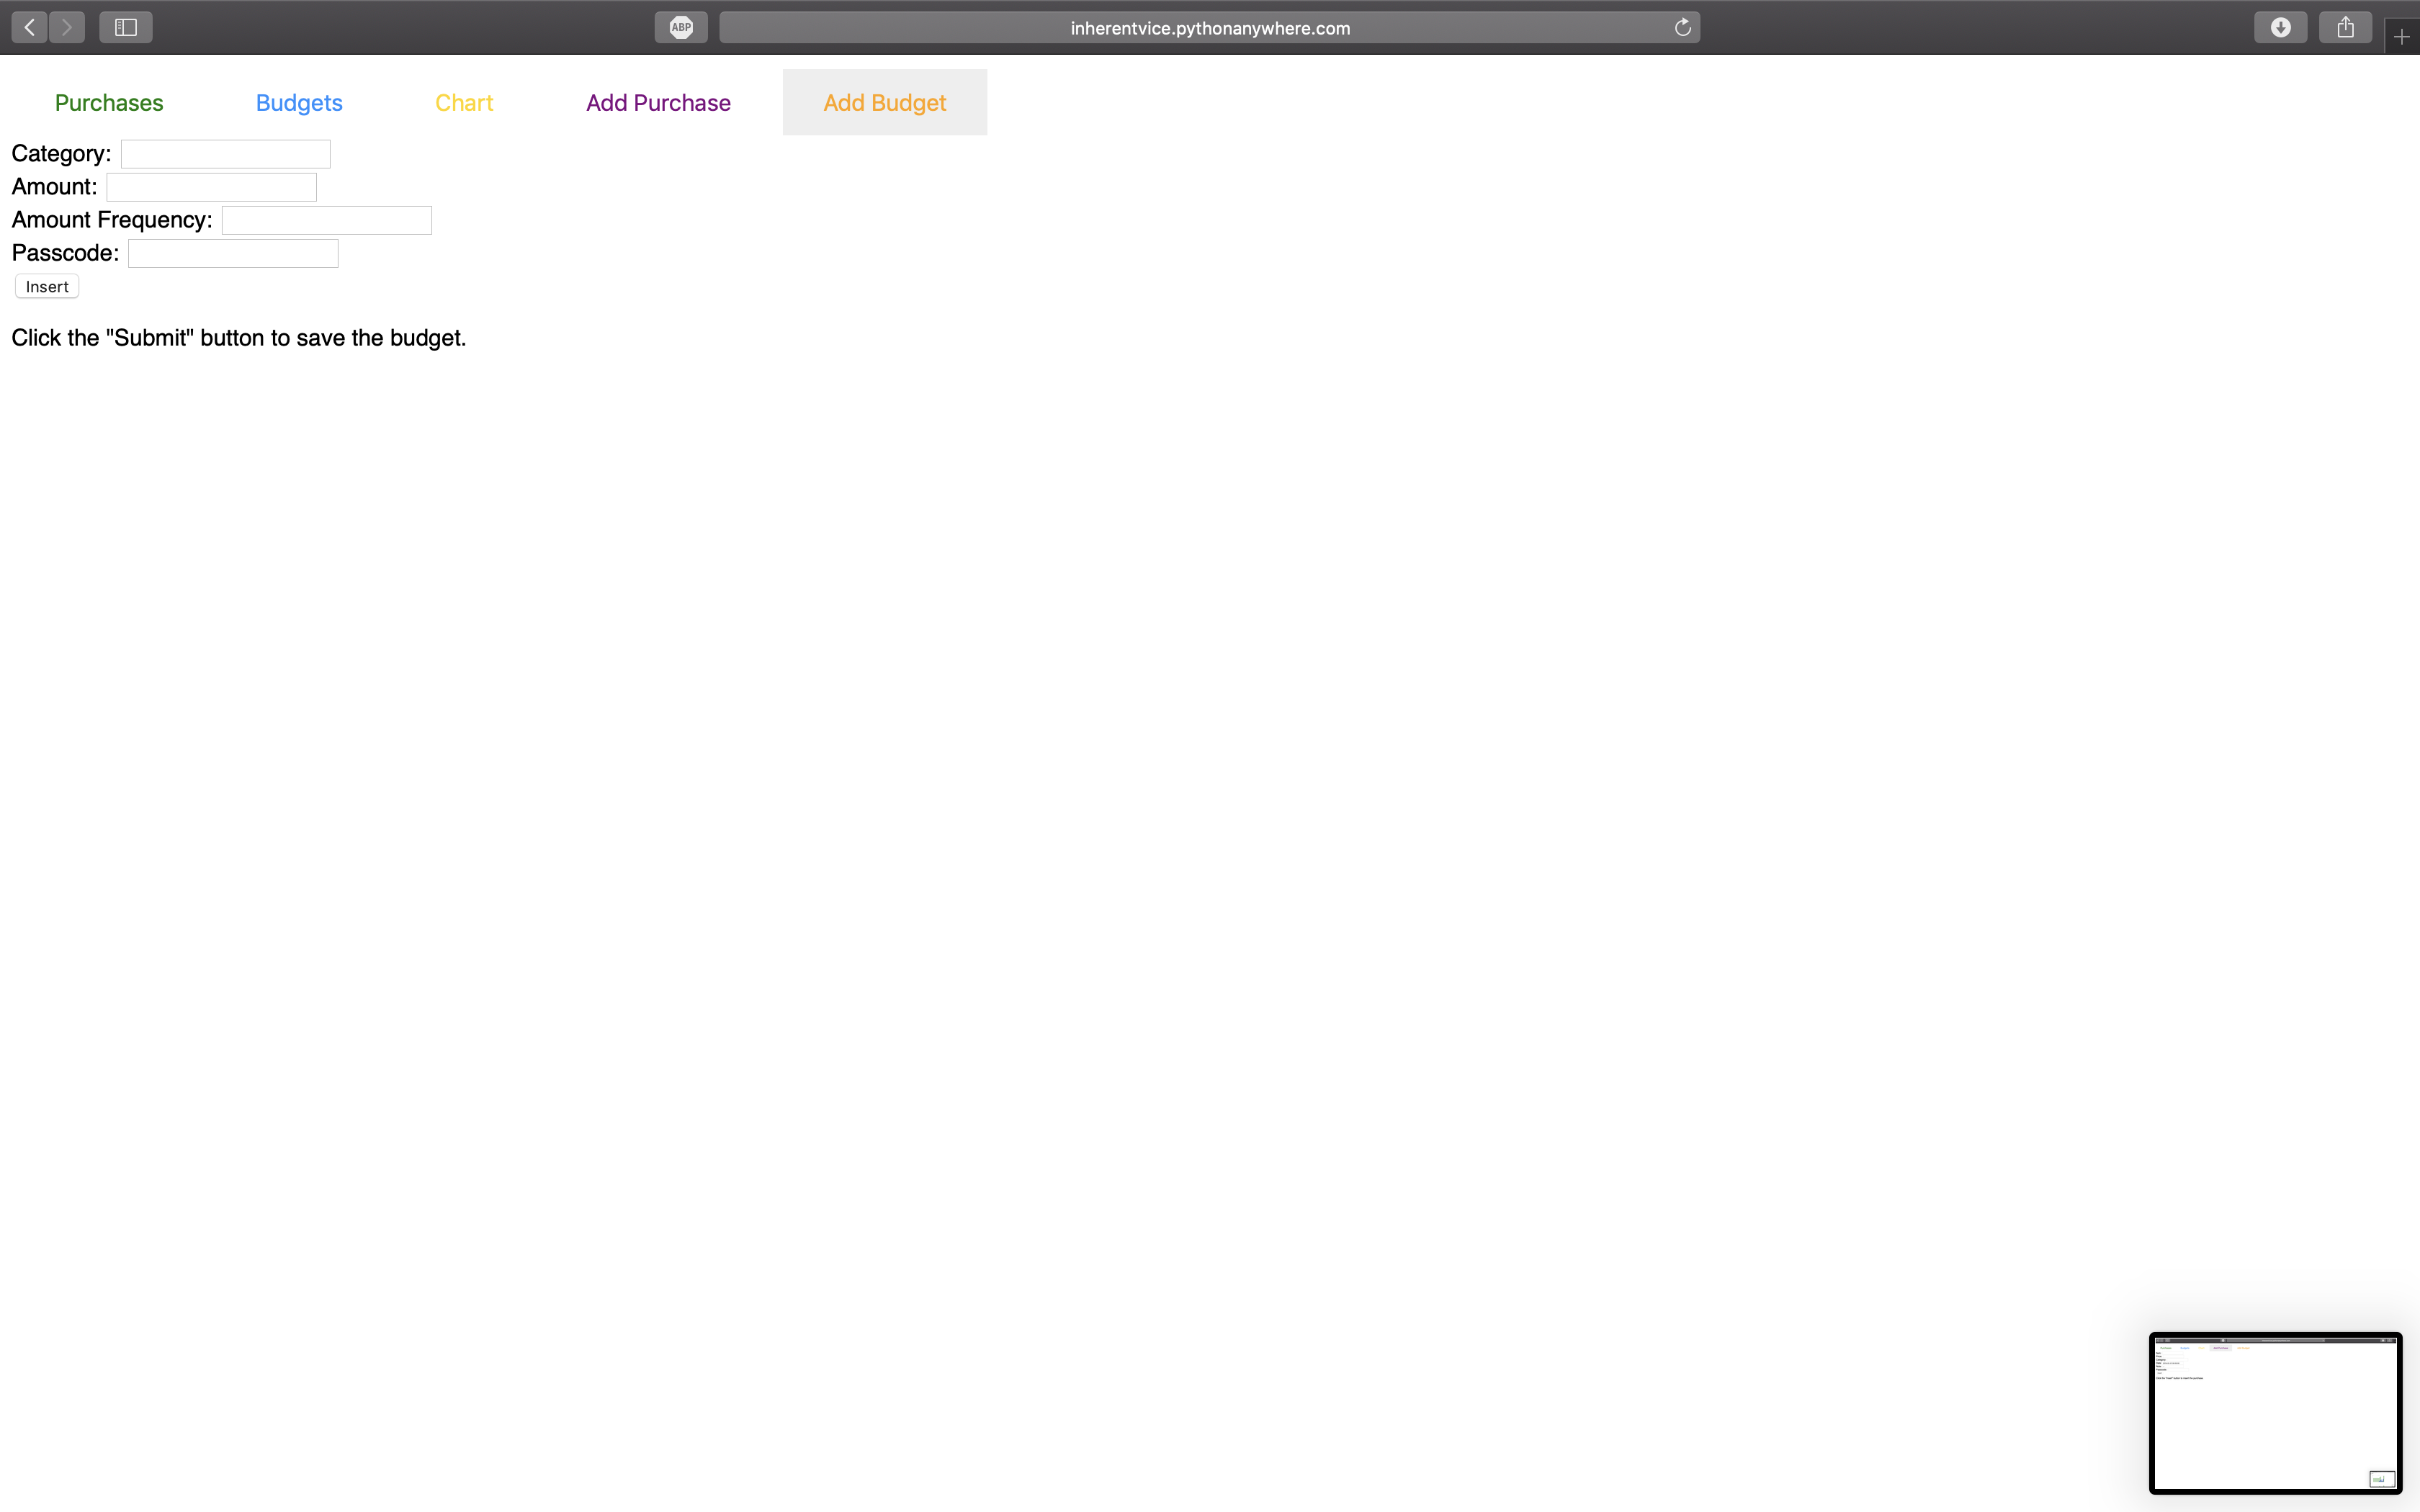 ABP
inherentvice.pythonanywhere.com
Purchases Budgets Chart Add Purchase Add Budget
Category:
Amount:
Amount Frequency:
Passcode:
Insert
Click the "Submit" button to save the budget.